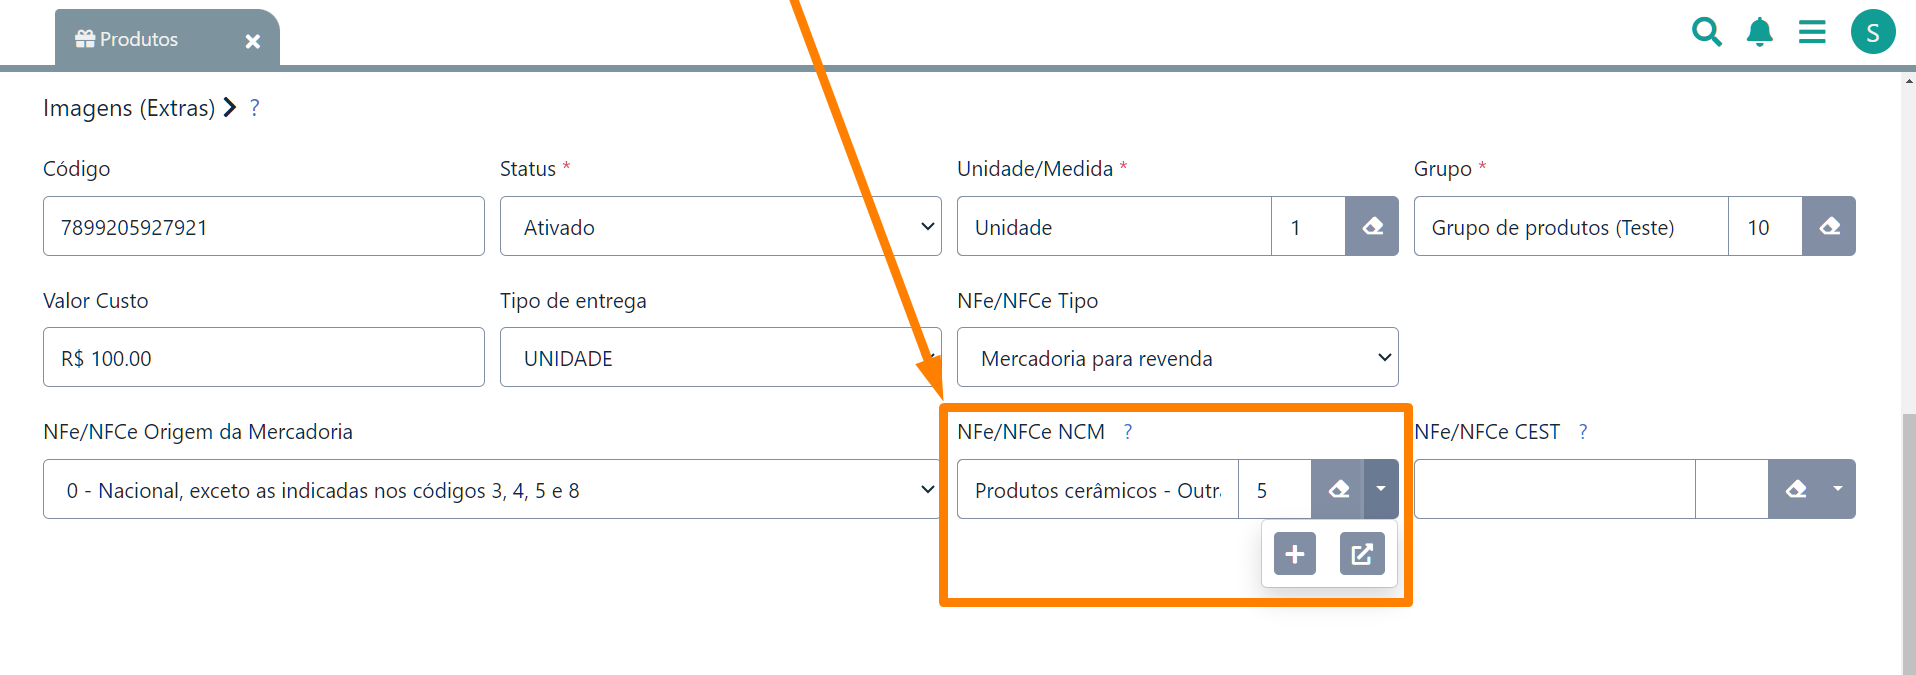 Produtos
S
Imagens (Extras) ?
Código Status * Unidade/Medida * Grupo *
7899205927921 Ativado Unidade 1 Grupo de produtos (Teste) 10
Valor Custo Tipo de entrega NFe/NFCe Tipo
R$ 100.00 UNIDADE Mercadoria para revenda
NFe/NFCe Origem da Mercadoria NFe/NFCe NCM ? NFe/NFCe CEST ?
0 - Nacional, exceto as indicadas nos códigos 3, 4, 5 e 8 Produtos cerâmicos - Outr 5